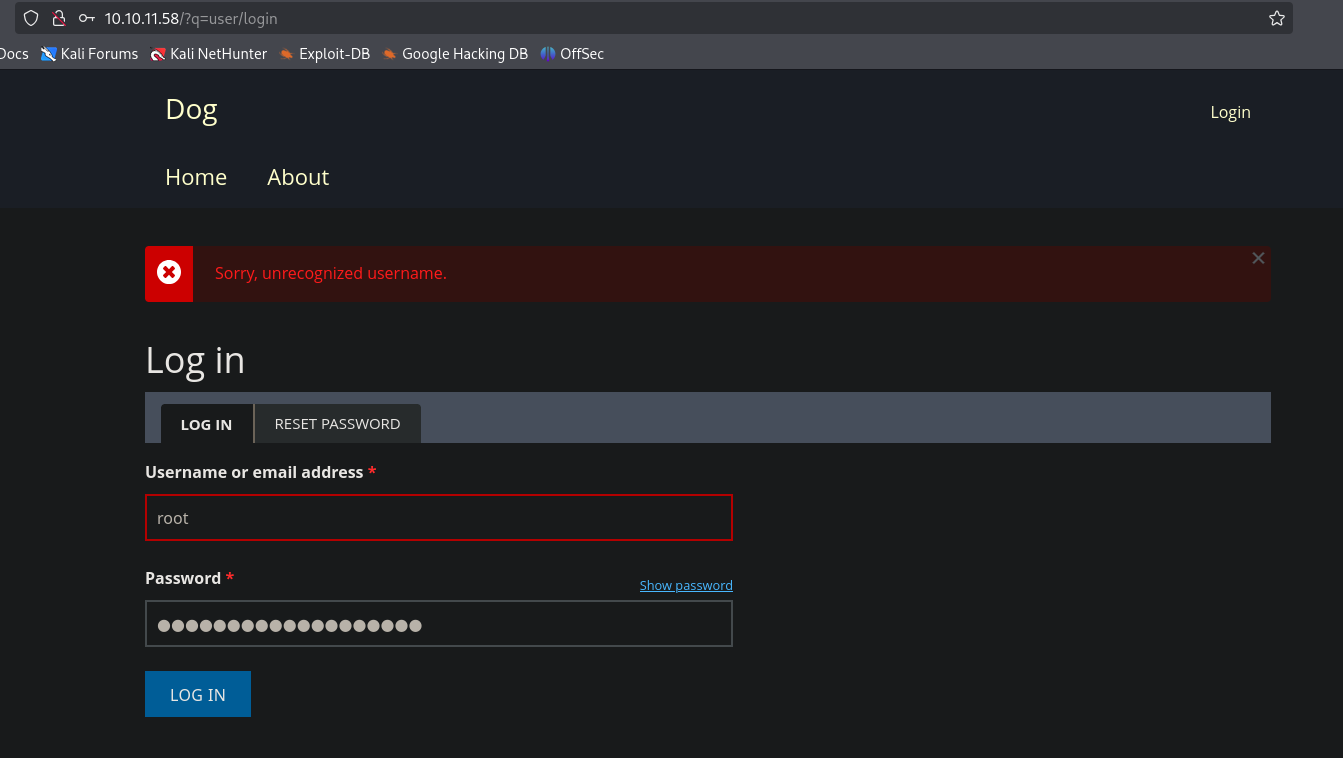 10.10.11.58/?q=user/login
Docs Kali Forums Kali NetHunter Exploit-DB Google Hacking DB OffSec
Dog
Login
Home About
Sorry, unrecognized username.
Log in
LOG IN RESET PASSWORD
Username or email address *
root
Password *
Show password
LOG IN